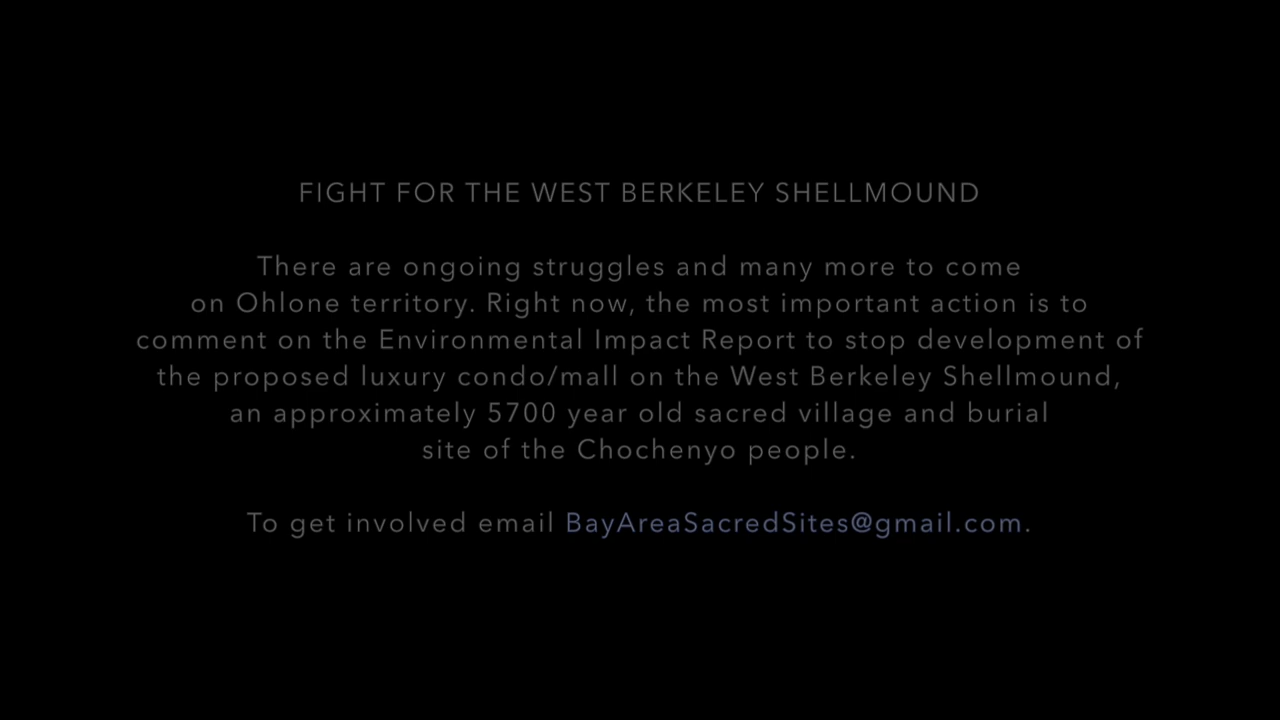 FIGHT FOR THE WEST BERKELEY SHELLMOUND
There are ongoing struggles and many more to come
on Ohlone territory. Right now, the most important action is to
comment on the Environmental Impact Report to stop development of
the proposed luxury condo/mall on the West Berkeley Shellmound,
an approximately 5700 year old sacred village and burial
site of the Chochenyo people.
To get involved email BayAreaSacredSites@gmail.com.